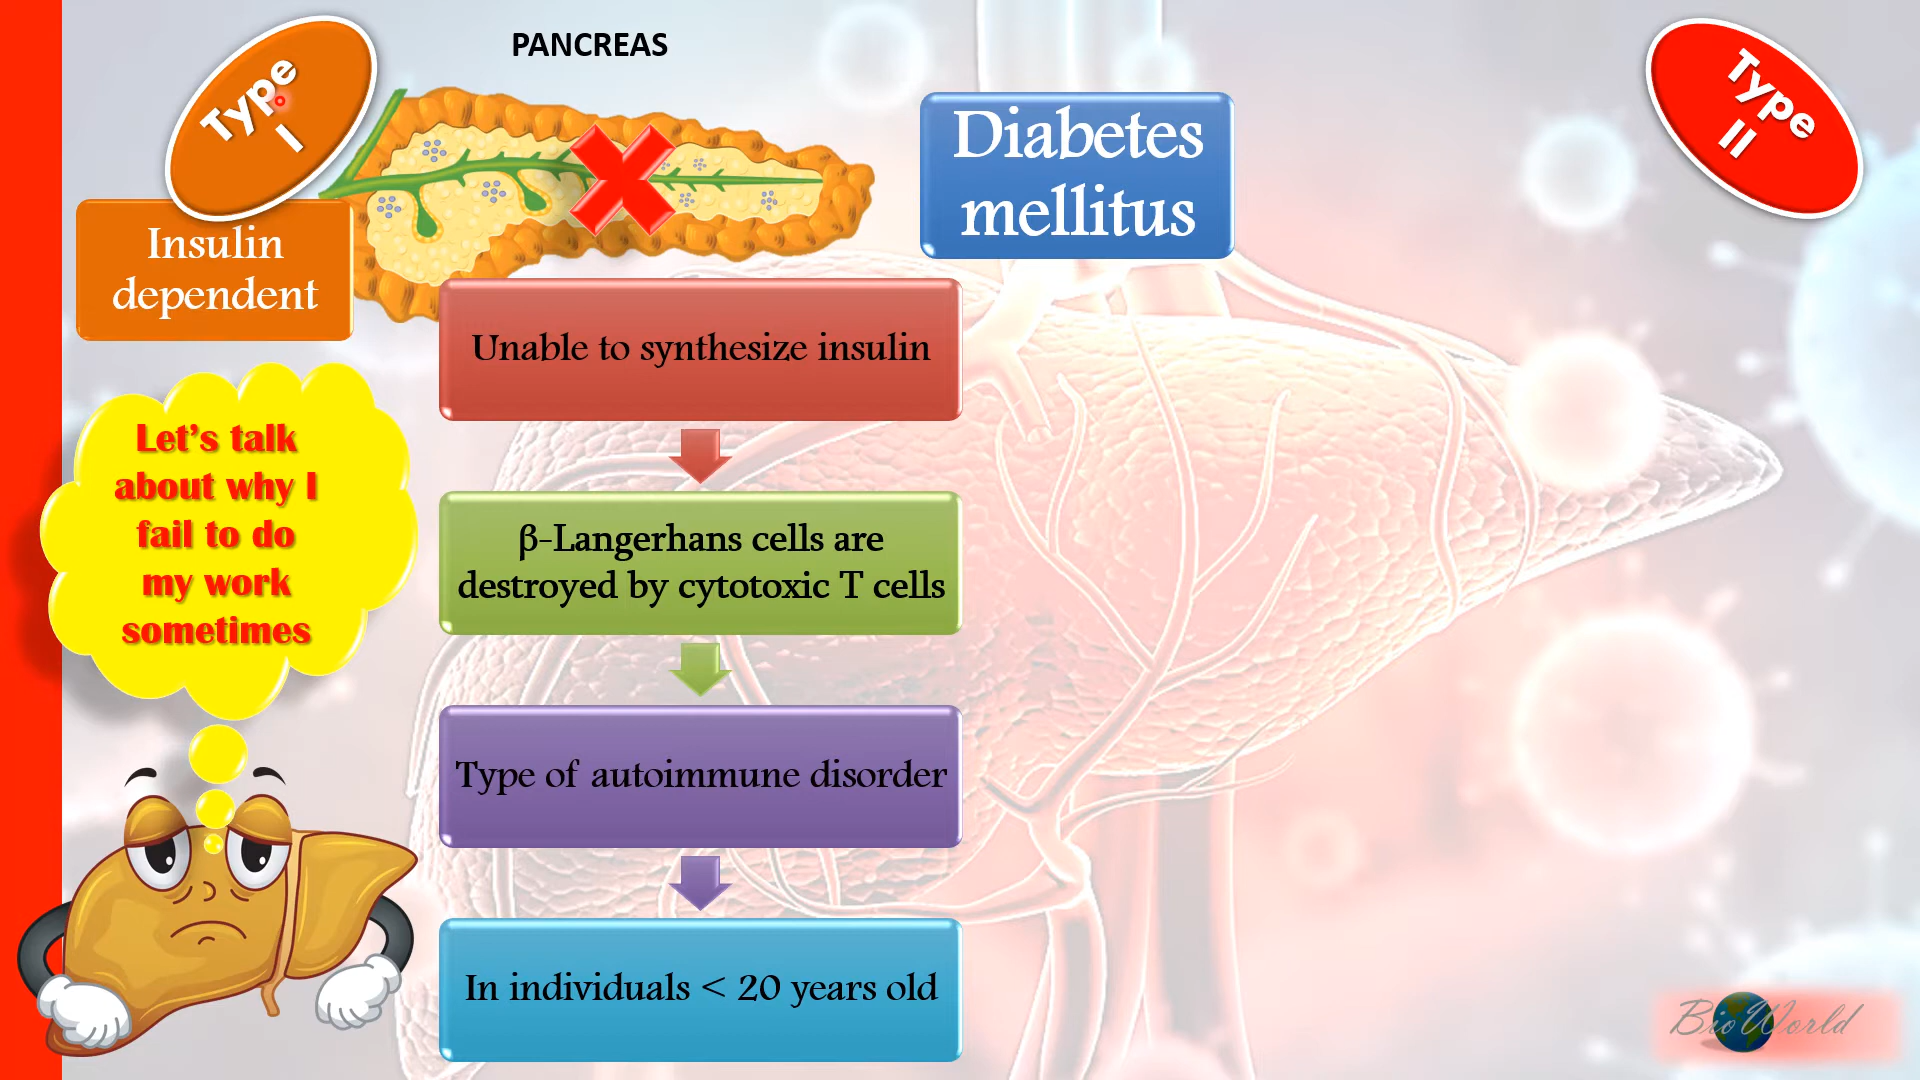 PANCREAS
Type
I
Type
II
Diabetes
mellitus
Insulin
dependent
Unable to synthesize insulin
Let's talk
about why I
fail to do
my work
sometimes
β-Langerhans cells are
destroyed by cytotoxic T cells
Type of autoimmune disorder
In individuals < 20 years old
BioWorld